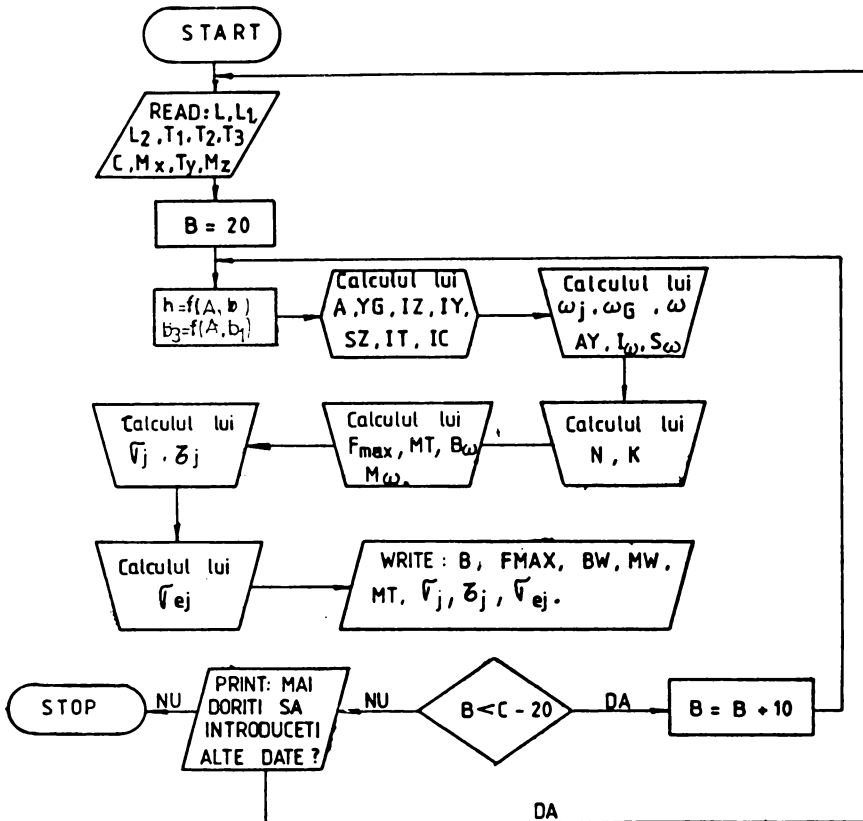 START
READ: L, L1
L2, T1, T2, T3
C, Mx, Ty, Mz
B = 20
h=f(A, b)
b3=f(A, b1)
Calculul lui
A, YG, IZ, IY,
SZ, IT, IC
Calculul lui
ωj, ωG, ω
AY, Iω, Sω
Calculul lui
N, K
Calculul lui
Fmax, MT, Bω
Mω.
Calculul lui
σj, τj
Calculul lui
σej
WRITE: B, FMAX, BW, MW,
MT, σj, τj, σej.
B < C - 20
DA
B = B + 10
NU
PRINT: MAI
DORITI SA
INTRODUCETI
ALTE DATE?
NU
STOP
DA